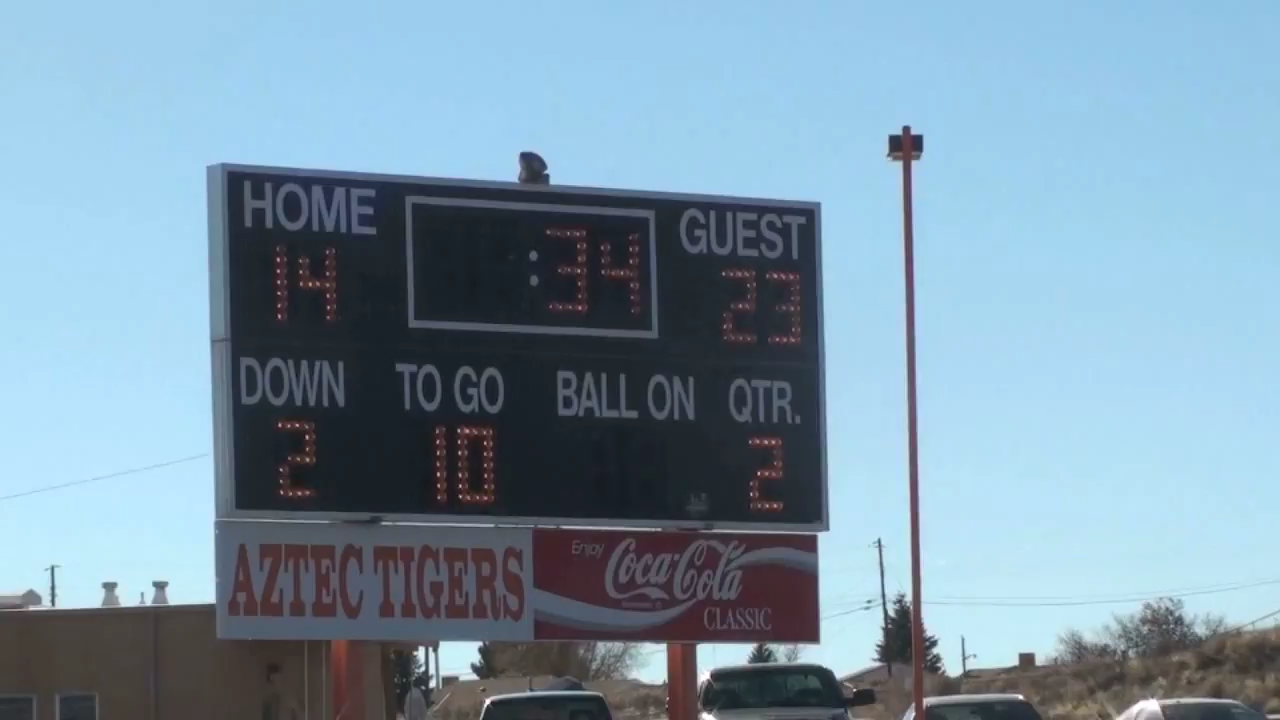 HOME :34 GUEST
14 23
DOWN TO GO BALL ON QTR.
2 10 2
AZTEC TIGERS
Enjoy
Coca-Cola
CLASSIC